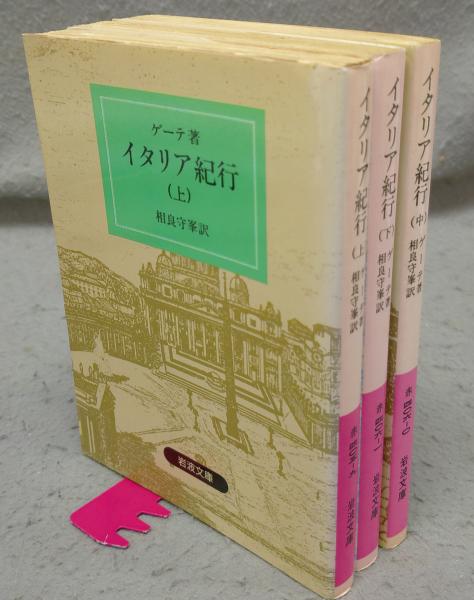 ゲーテ著
イタリア紀行
(上)
相良守峯訳
岩波文庫
イタリア紀行(上)ゲーテ著
相良守峯訳
赤
岩波文庫
イタリア紀行(下)ゲーテ著
相良守峯訳
赤
岩波文庫
イタリア紀行(中)ゲーテ著
相良守峯訳
赤
岩波文庫